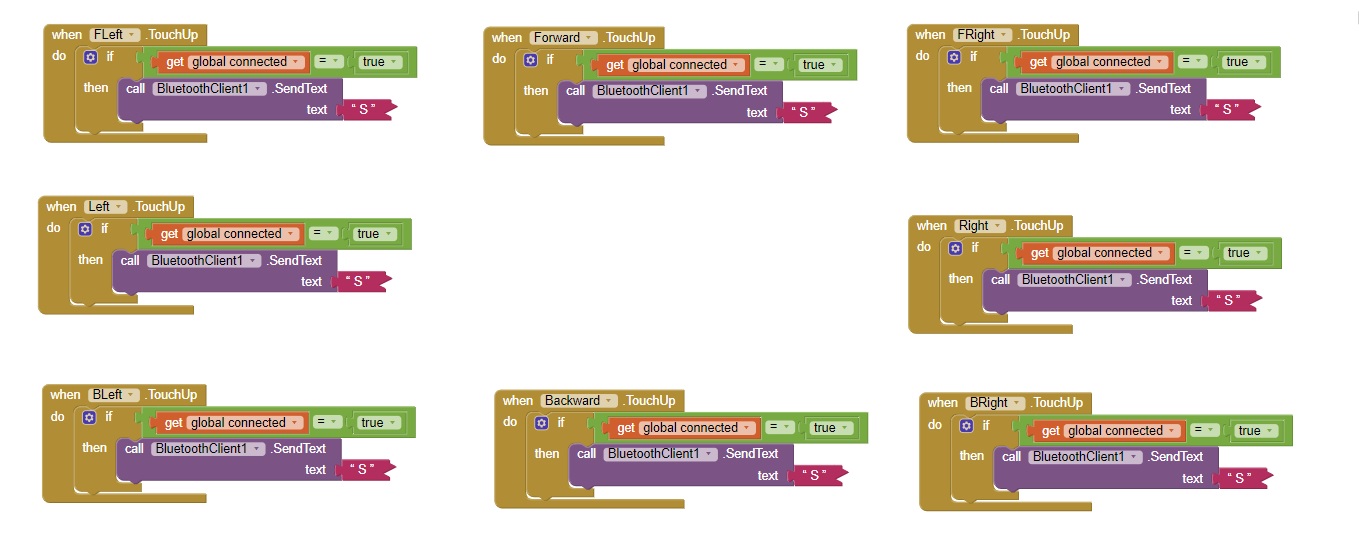 when FLeft .TouchUp
do if get global connected = true
then call BluetoothClient1 .SendText
text " S "
when Forward .TouchUp
do if get global connected = true
then call BluetoothClient1 .SendText
text " S "
when FRight .TouchUp
do if get global connected = true
then call BluetoothClient1 .SendText
text " S "
when Left .TouchUp
do if get global connected = true
then call BluetoothClient1 .SendText
text " S "
when Right .TouchUp
do if get global connected = true
then call BluetoothClient1 .SendText
text " S "
when BLeft .TouchUp
do if get global connected = true
then call BluetoothClient1 .SendText
text " S "
when Backward .TouchUp
do if get global connected = true
then call BluetoothClient1 .SendText
text " S "
when BRight .TouchUp
do if get global connected = true
then call BluetoothClient1 .SendText
text " S "